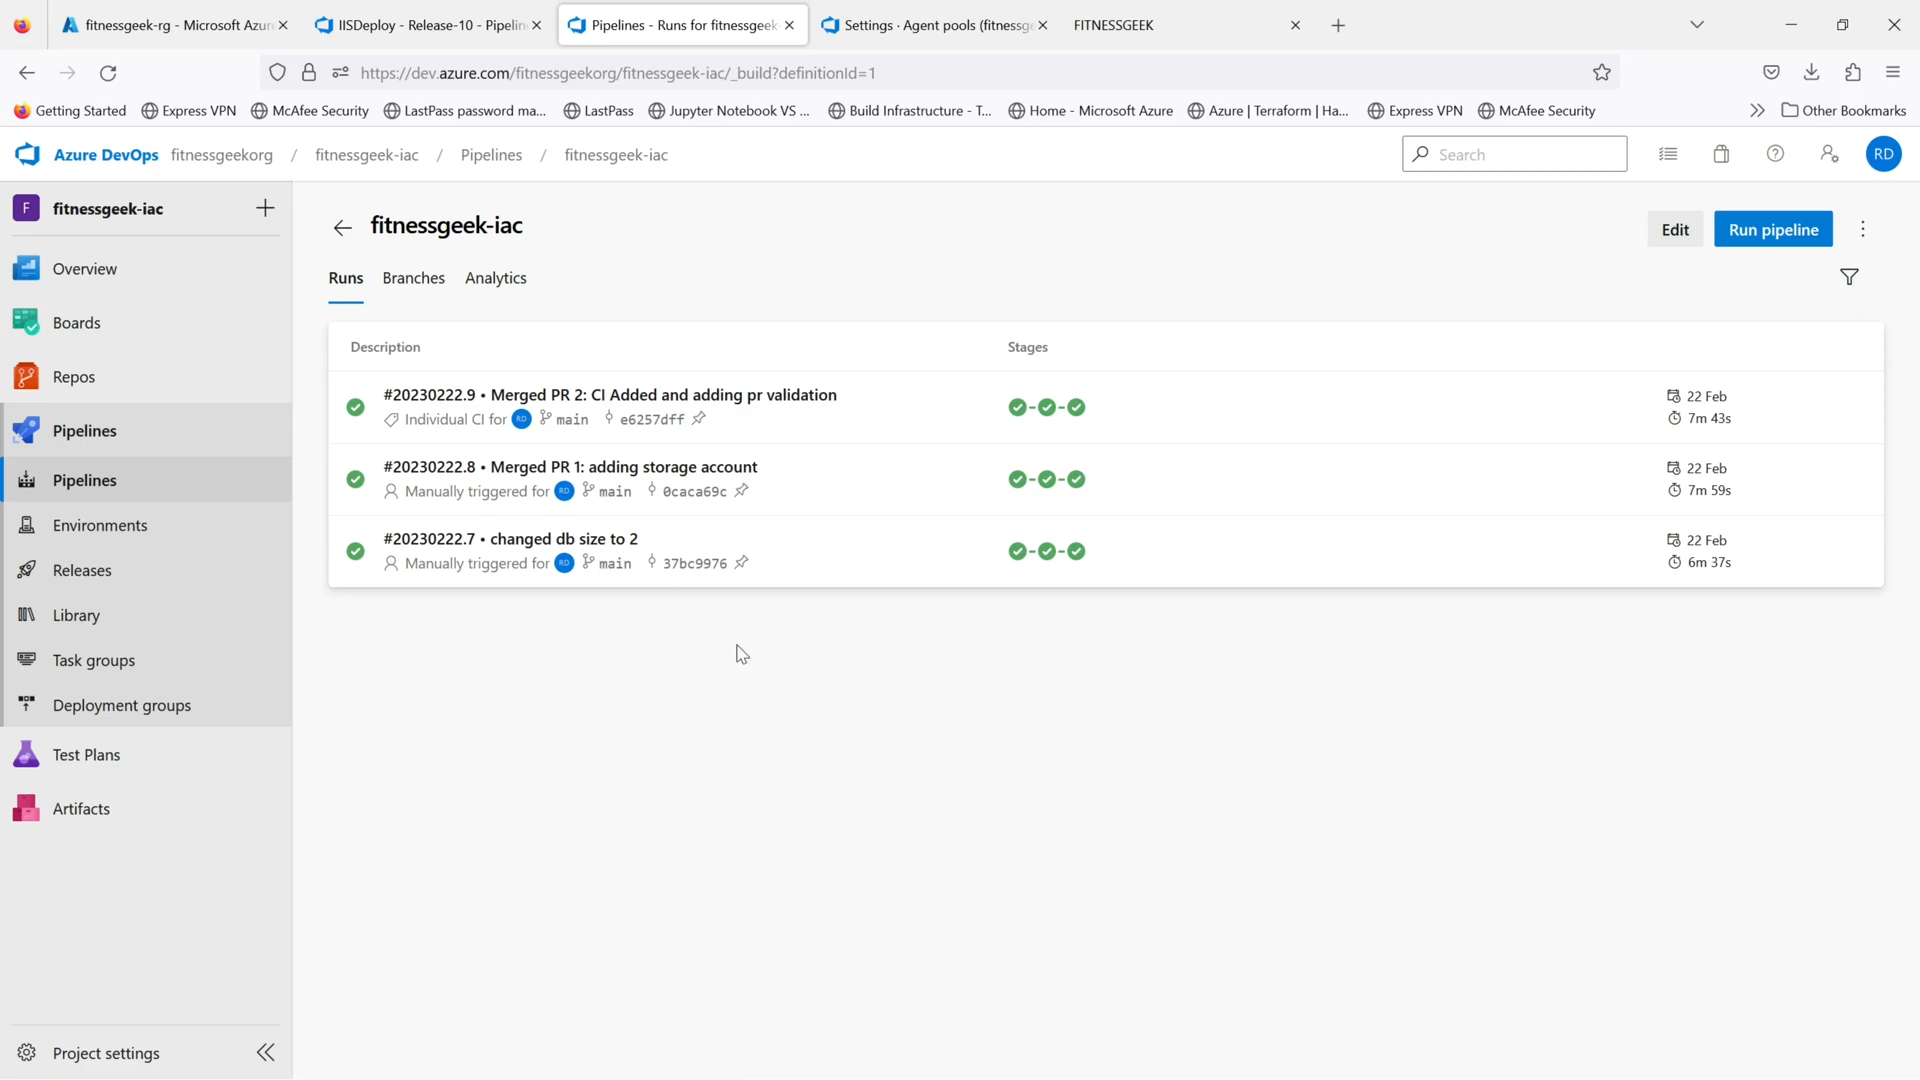 fitnessgeek-rg - Microsoft Azur
IISDeploy - Release-10 - Pipelin
Pipelines - Runs for fitnessgeek
Settings · Agent pools (fitnessge
FITNESSGEEK
https://dev.azure.com/fitnessgeekorg/fitnessgeek-iac/_build?definitionId=1
Getting Started
Express VPN
McAfee Security
LastPass password ma...
LastPass
Jupyter Notebook VS ...
Build Infrastructure - T...
Home - Microsoft Azure
Azure | Terraform | Ha...
Express VPN
McAfee Security
Other Bookmarks
Azure DevOps fitnessgeekorg / fitnessgeek-iac / Pipelines / fitnessgeek-iac
Search
RD
F fitnessgeek-iac
Overview
Boards
Repos
Pipelines
Pipelines
Environments
Releases
Library
Task groups
Deployment groups
Test Plans
Artifacts
Project settings
fitnessgeek-iac
Edit
Run pipeline
Runs
Branches
Analytics
Description
Stages
#20230222.9 • Merged PR 2: CI Added and adding pr validation
Individual CI for RD main e6257dff
22 Feb
7m 43s
#20230222.8 • Merged PR 1: adding storage account
Manually triggered for RD main 0caca69c
22 Feb
7m 59s
#20230222.7 • changed db size to 2
Manually triggered for RD main 37bc9976
22 Feb
6m 37s